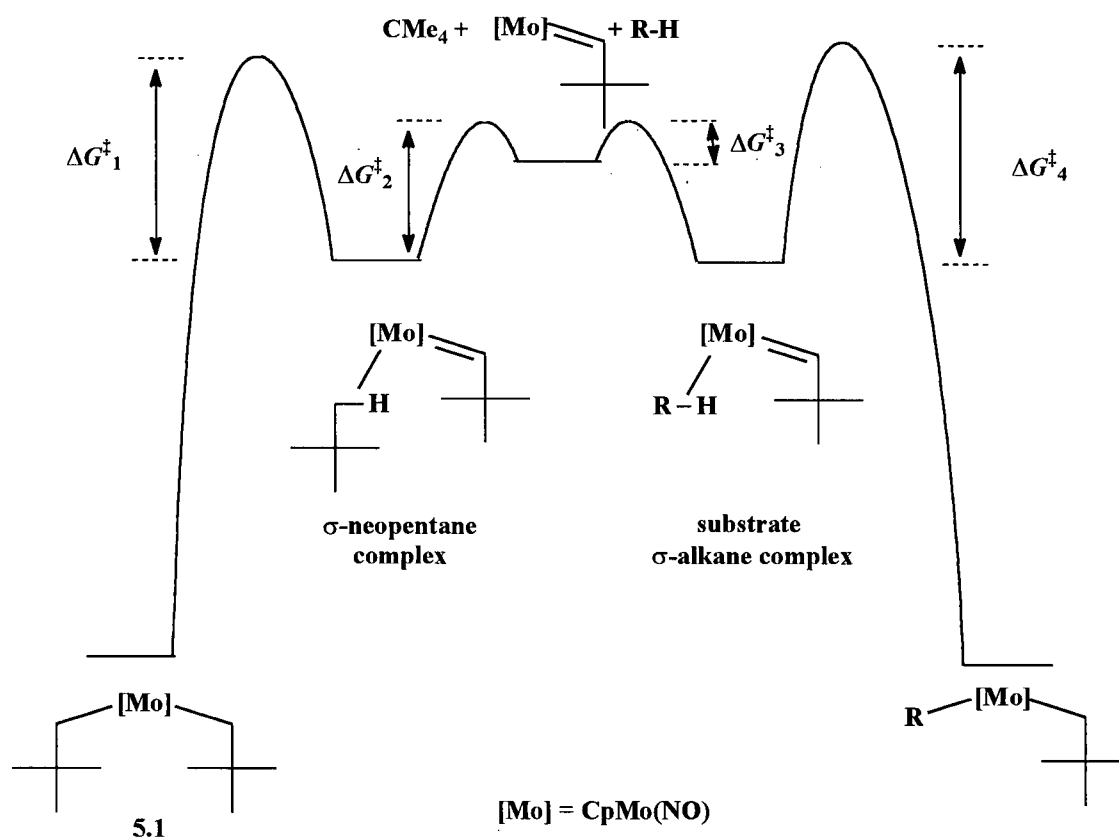 CMe4 + [Mo] + R-H
ΔG‡1
ΔG‡2
ΔG‡3
ΔG‡4
[Mo]
H
[Mo]
R – H
σ-neopentane
complex
substrate
σ-alkane complex
[Mo]
R
[Mo]
5.1
[Mo] = CpMo(NO)